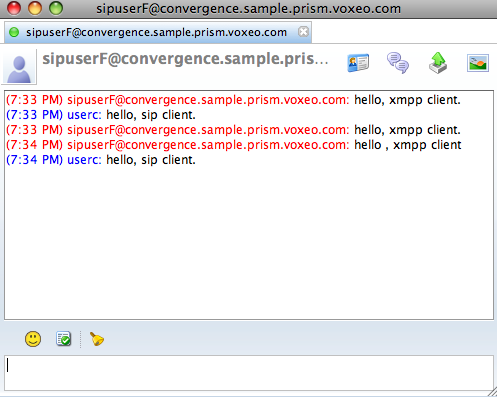 sipuserF@convergence.sample.prism.voxeo.com
sipuserF@convergence.sample.prism.voxeo.com
sipuserF@convergence.sample.pris...
(7:33 PM) sipuserF@convergence.sample.prism.voxeo.com: hello, xmpp client.
(7:33 PM) userc: hello, sip client.
(7:33 PM) sipuserF@convergence.sample.prism.voxeo.com: hello, xmpp client.
(7:34 PM) sipuserF@convergence.sample.prism.voxeo.com: hello , xmpp client
(7:34 PM) userc: hello, sip client.